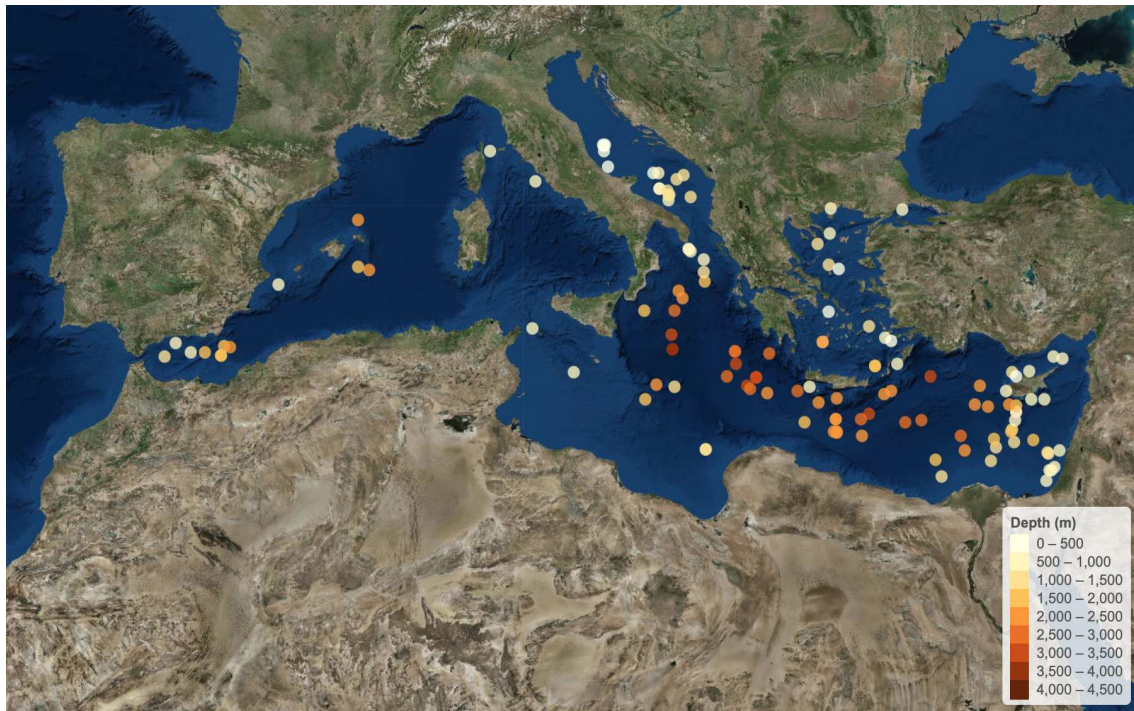 Depth (m)
0 – 500
500 – 1,000
1,000 – 1,500
1,500 – 2,000
2,000 – 2,500
2,500 – 3,000
3,000 – 3,500
3,500 – 4,000
4,000 – 4,500